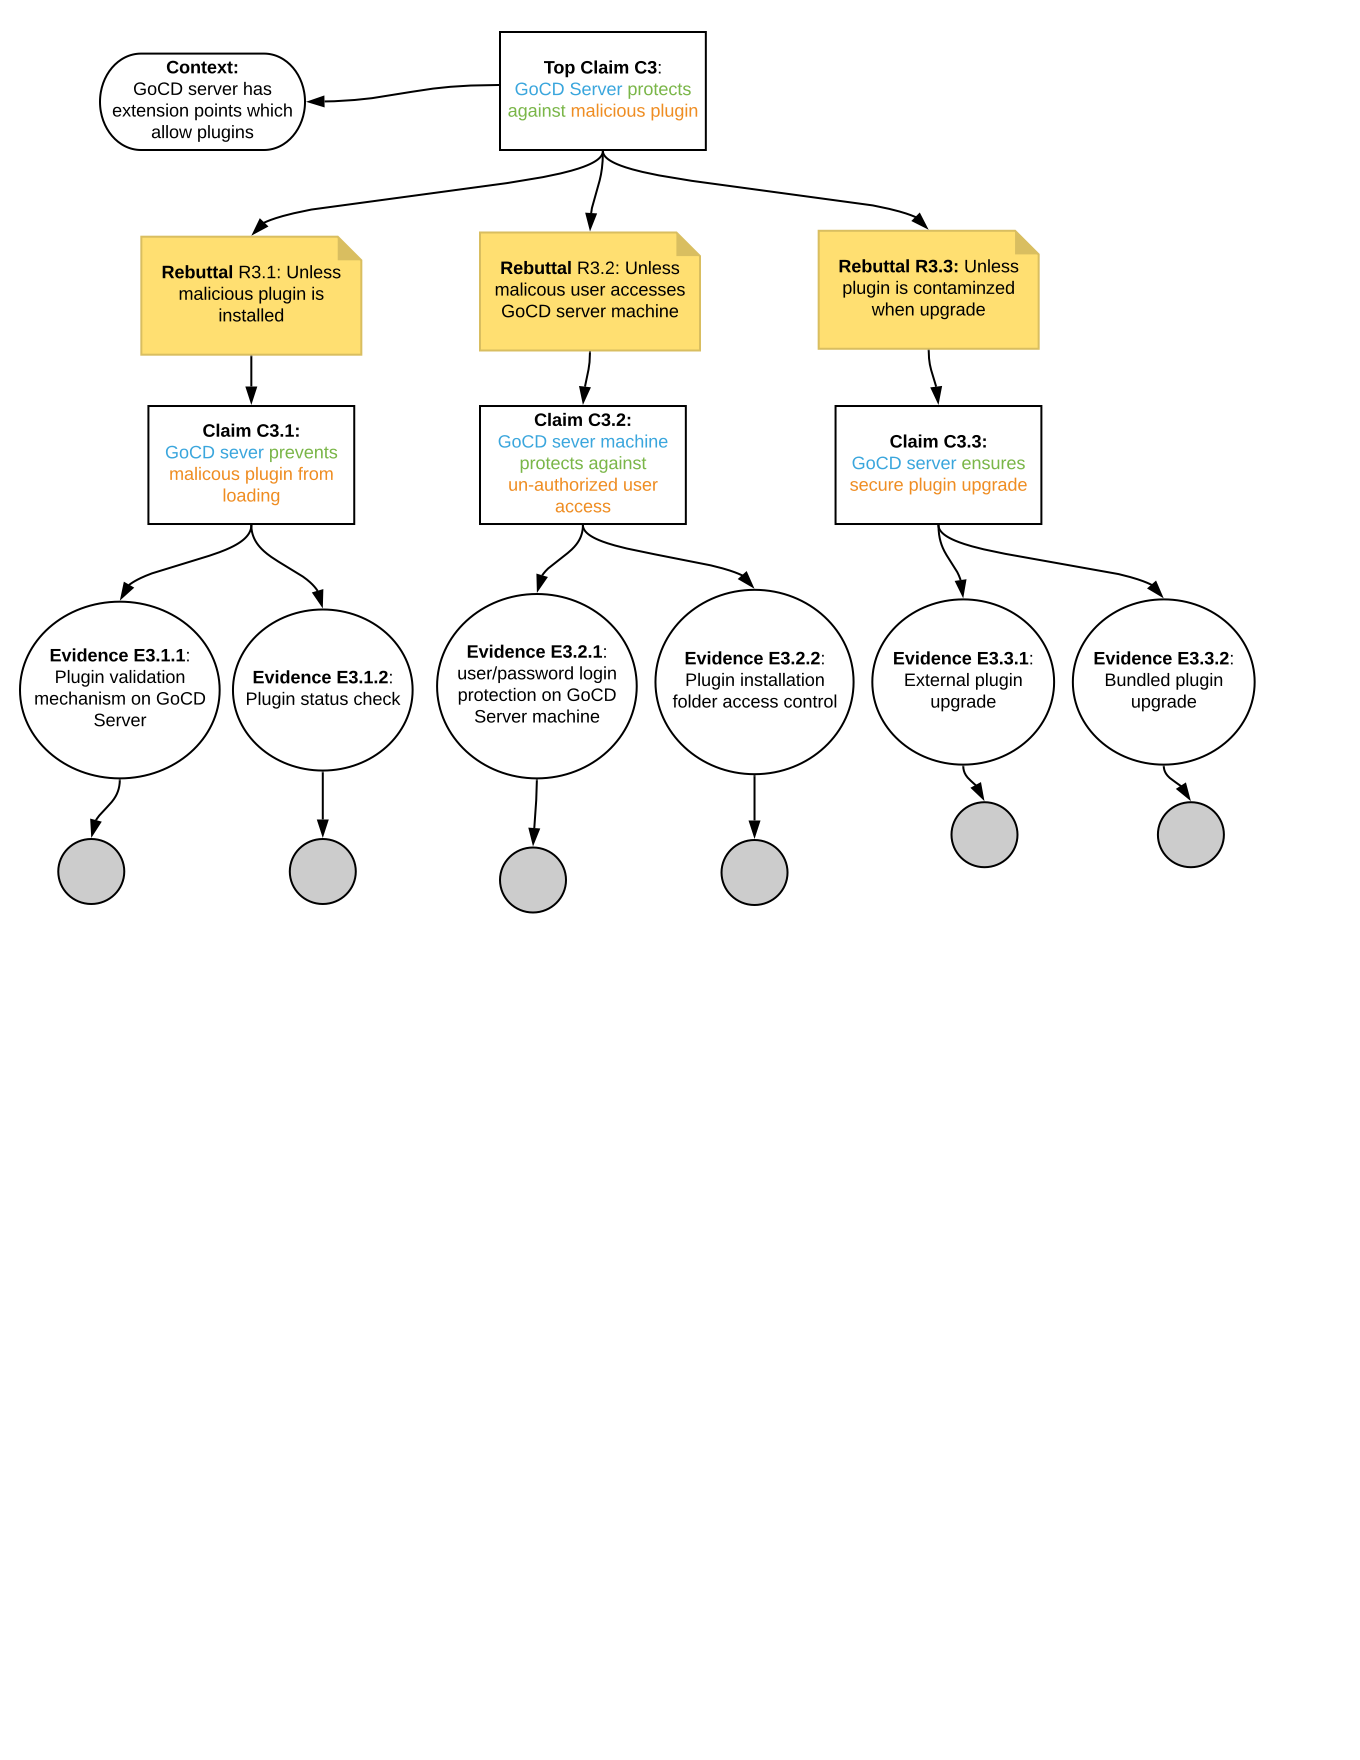 Context:
GoCD server has
extension points which
allow plugins
Top Claim C3:
GoCD Server protects
against malicious plugin
Rebuttal R3.1: Unless
malicious plugin is
installed
Rebuttal R3.2: Unless
malicous user accesses
GoCD server machine
Rebuttal R3.3: Unless
plugin is contaminzed
when upgrade
Claim C3.1:
GoCD sever prevents
malicous plugin from
loading
Claim C3.2:
GoCD sever machine
protects against
un-authorized user
access
Claim C3.3:
GoCD server ensures
secure plugin upgrade
Evidence E3.1.1:
Plugin validation
mechanism on GoCD
Server
Evidence E3.1.2:
Plugin status check
Evidence E3.2.1:
user/password login
protection on GoCD
Server machine
Evidence E3.2.2:
Plugin installation
folder access control
Evidence E3.3.1:
External plugin
upgrade
Evidence E3.3.2:
Bundled plugin
upgrade